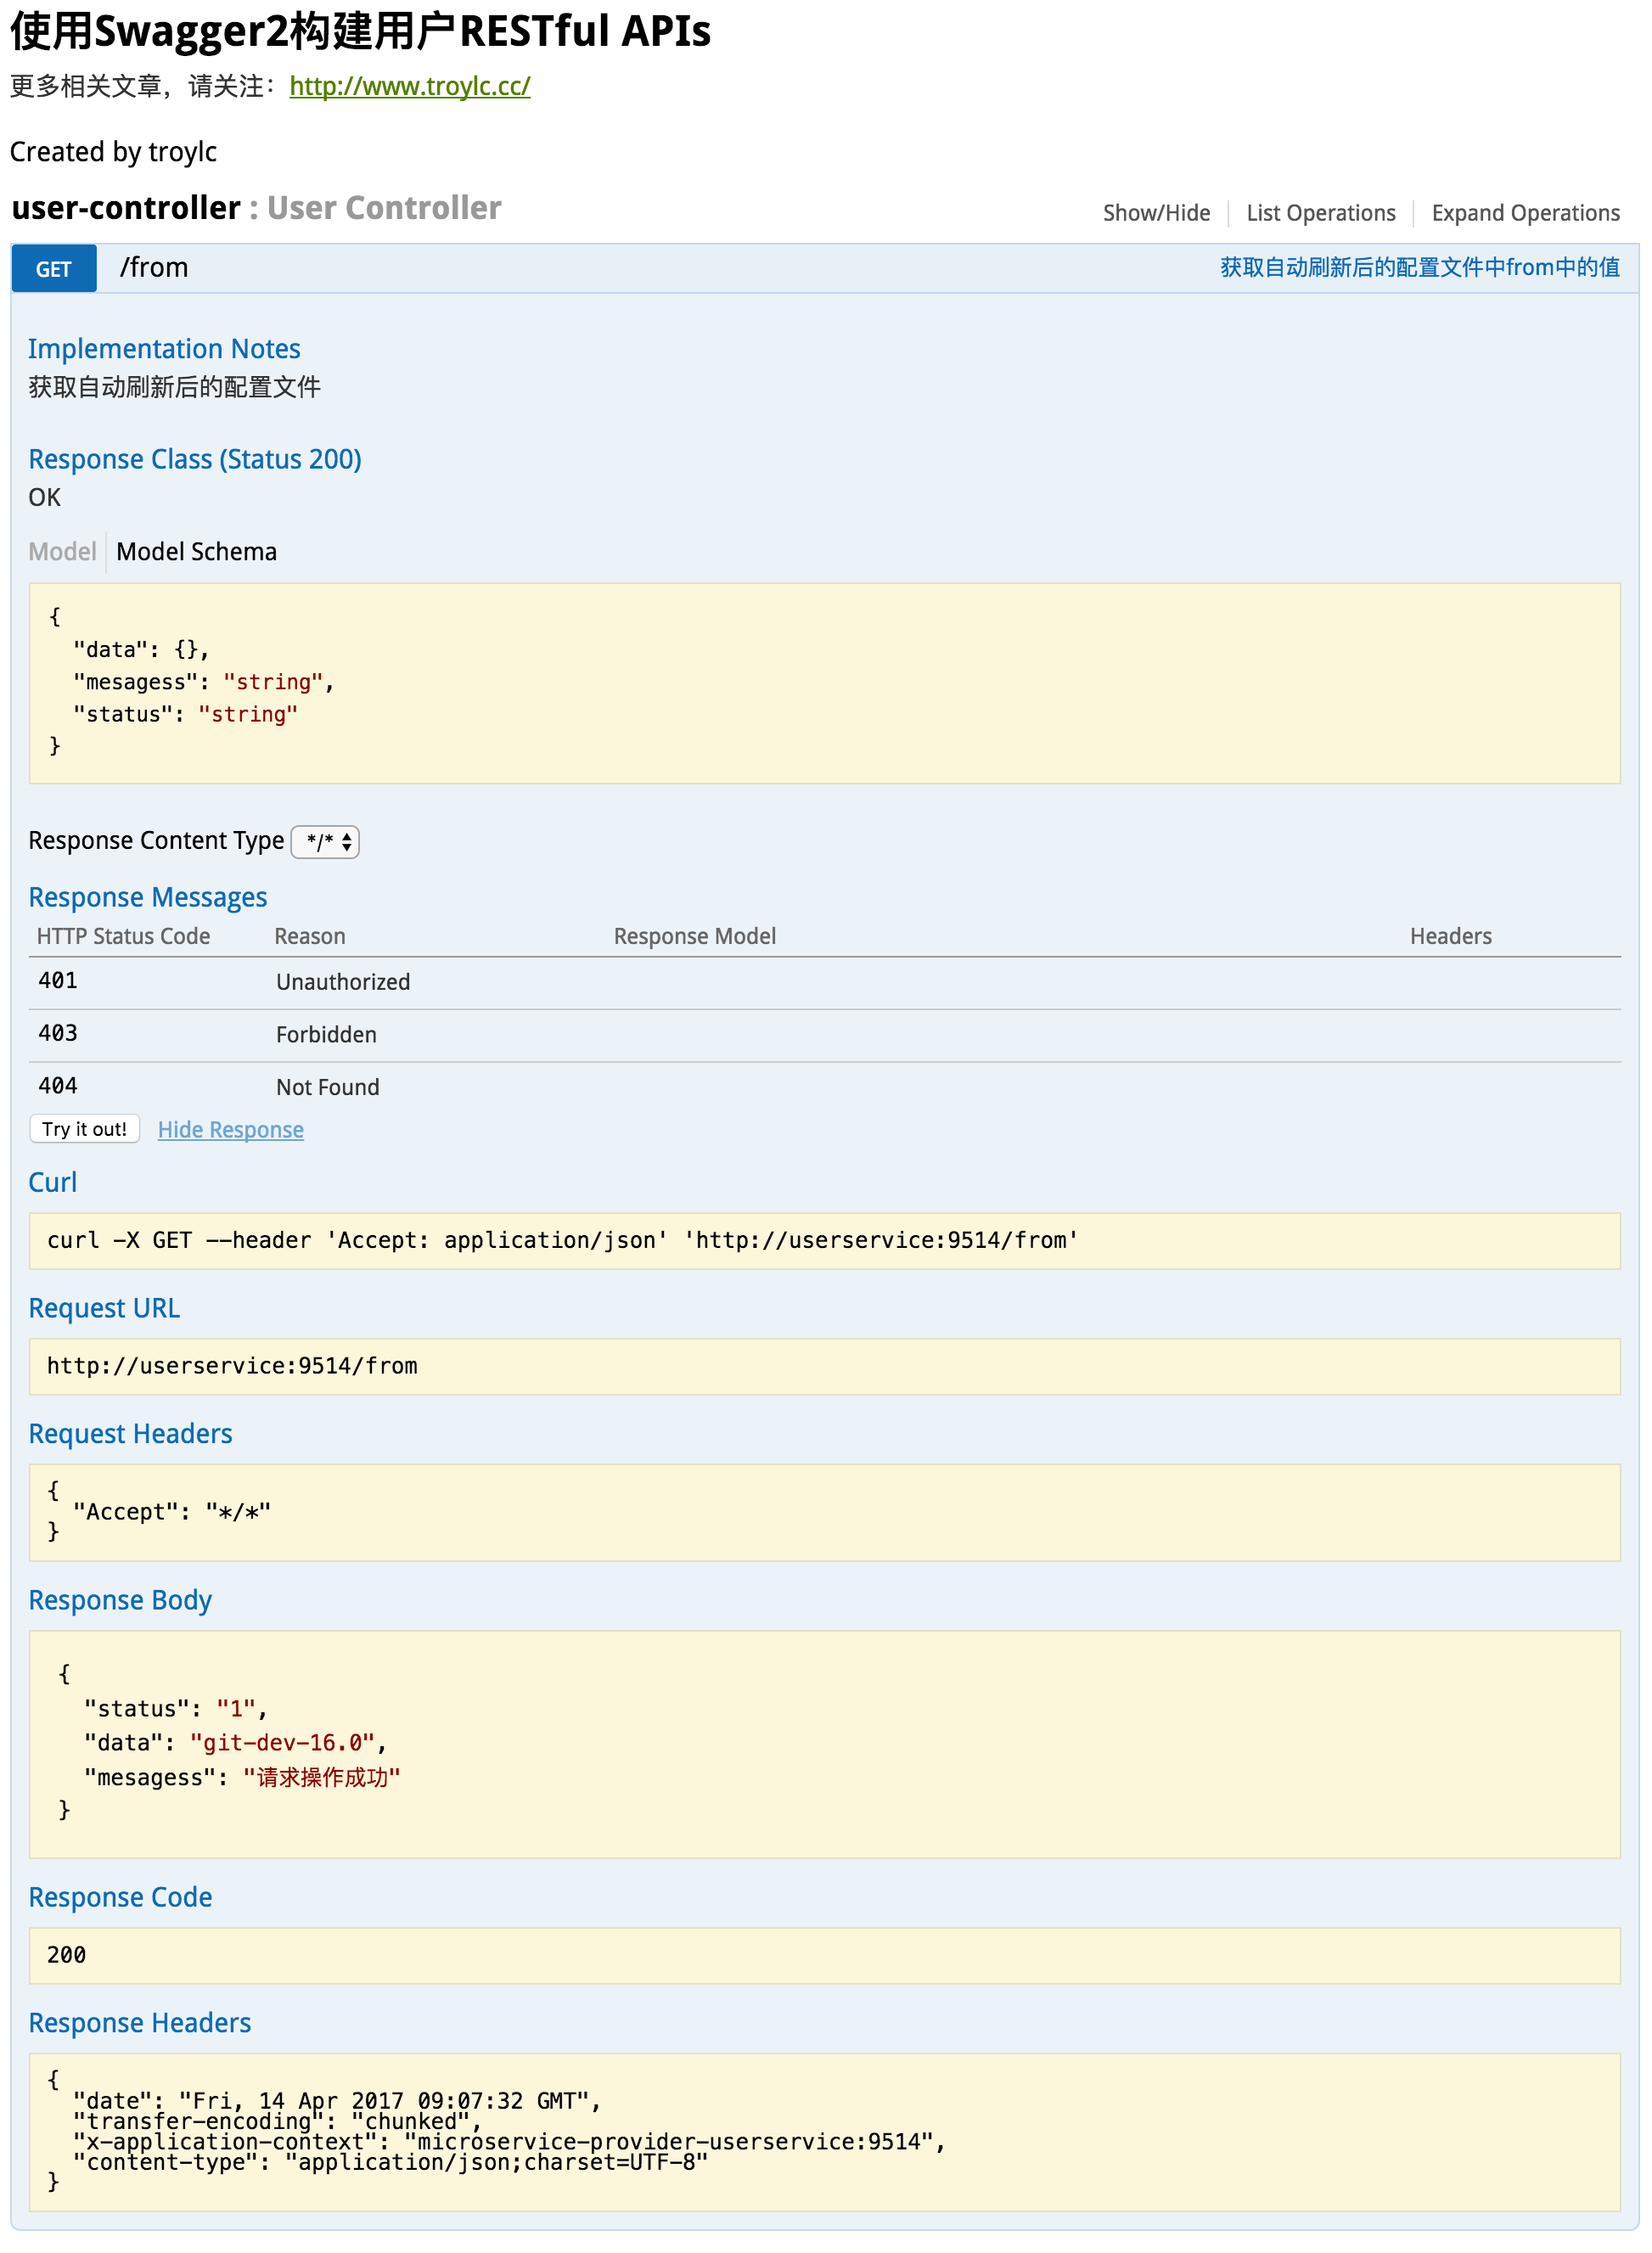 使用Swagger2构建用户RESTful APIs
更多相关文章，请关注：http://www.troylc.cc/
Created by troylc
user-controller : User Controller
Show/Hide
List Operations
Expand Operations
GET /from 获取自动刷新后的配置文件中from中的值
Implementation Notes
获取自动刷新后的配置文件
Response Class (Status 200)
OK
Model Model Schema
{
  "data": {},
  "mesagess": "string",
  "status": "string"
}
Response Content Type */*
Response Messages
HTTP Status Code Reason Response Model Headers
401 Unauthorized
403 Forbidden
404 Not Found
Try it out! Hide Response
Curl
curl -X GET --header 'Accept: application/json' 'http://userservice:9514/from'
Request URL
http://userservice:9514/from
Request Headers
{
  "Accept": "*/*"
}
Response Body
{
  "status": "1",
  "data": "git-dev-16.0",
  "mesagess": "请求操作成功"
}
Response Code
200
Response Headers
{
  "date": "Fri, 14 Apr 2017 09:07:32 GMT",
  "transfer-encoding": "chunked",
  "x-application-context": "microservice-provider-userservice:9514",
  "content-type": "application/json;charset=UTF-8"
}